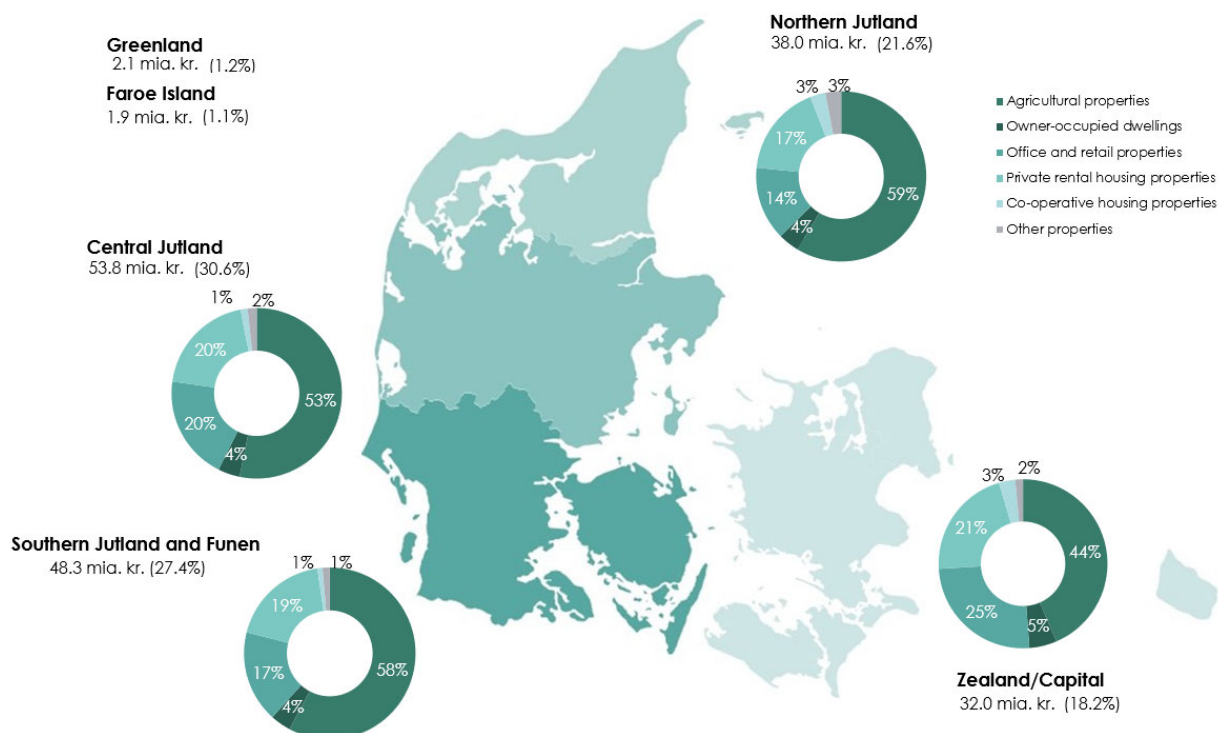 Greenland
2.1 mia. kr. (1.2%)
Faroe Island
1.9 mia. kr. (1.1%)
Northern Jutland
38.0 mia. kr. (21.6%)
3%
3%
17%
14%
4%
59%
Agricultural properties
Owner-occupied dwellings
Office and retail properties
Private rental housing properties
Co-operative housing properties
Other properties
Central Jutland
53.8 mia. kr. (30.6%)
1%
2%
20%
53%
20%
4%
Southern Jutland and Funen
48.3 mia. kr. (27.4%)
1%
1%
19%
17%
58%
4%
3%
2%
21%
44%
25%
5%
Zealand/Capital
32.0 mia. kr. (18.2%)